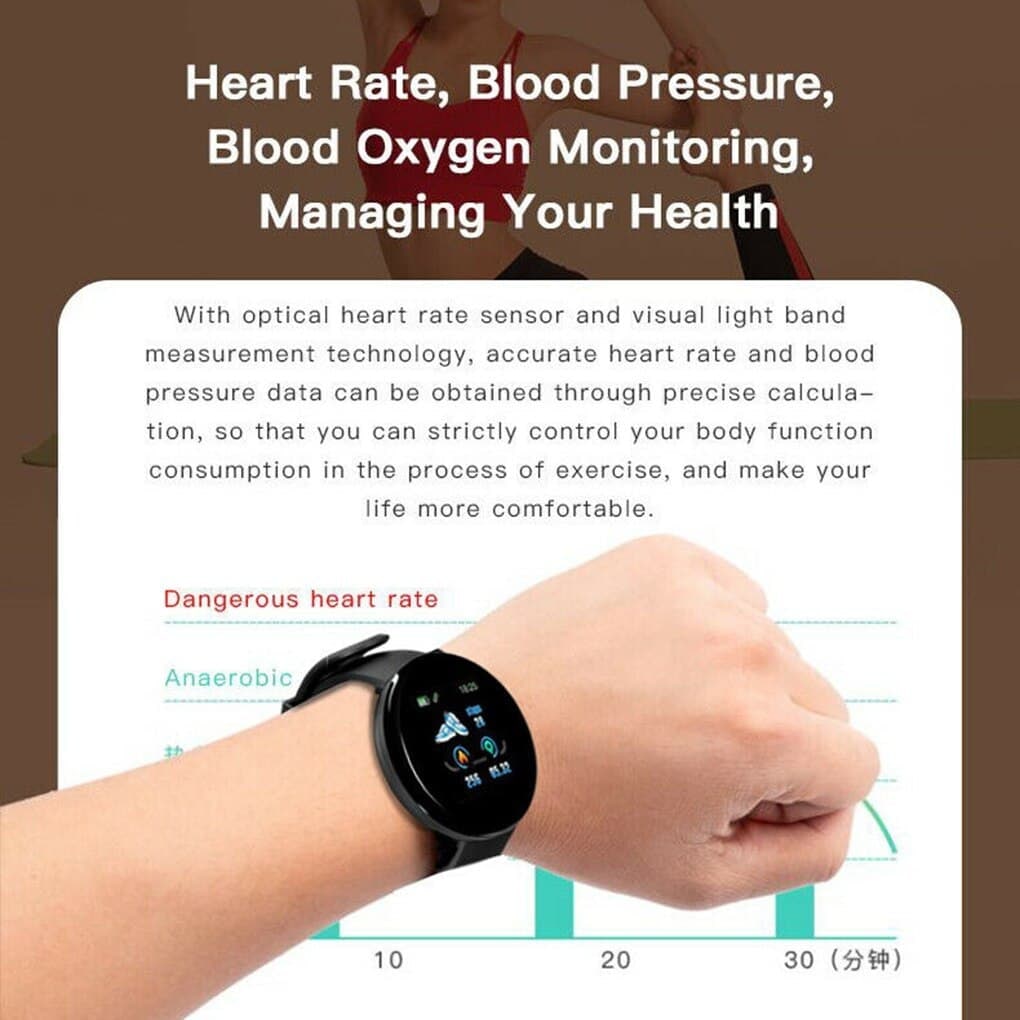 Heart Rate, Blood Pressure,
Blood Oxygen Monitoring,
Managing Your Health
With optical heart rate sensor and visual light band
measurement technology, accurate heart rate and blood
pressure data can be obtained through precise calcula–
tion, so that you can strictly control your body function
consumption in the process of exercise, and make your
life more comfortable.
Dangerous heart rate
Anaerobic
18:25
256
10
20
30 (分钟)